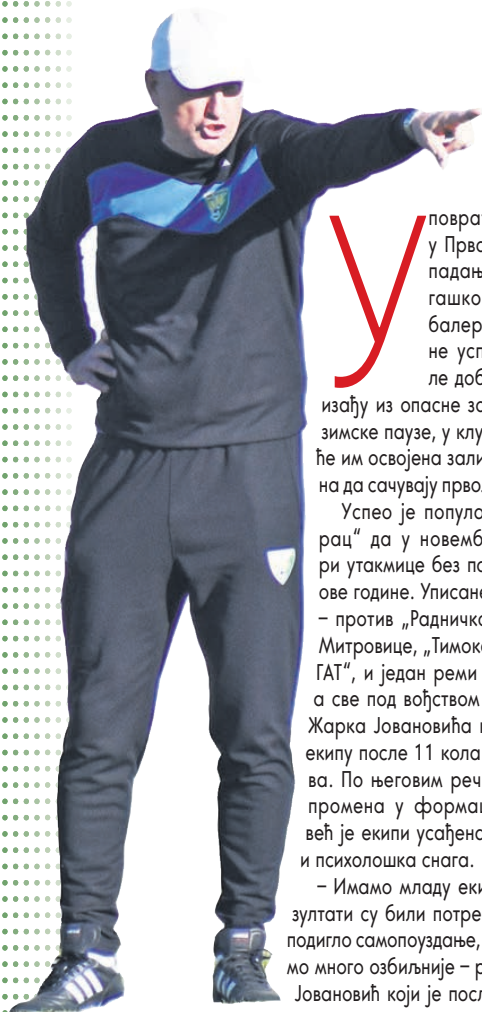 У поврат
у Прво
падањ
гашко
балер
не усп
ле доб
изађу из опасне зо
зимске паузе, у клу
ће им освојена зали
на да сачувају првол
Успео је попула
рац“ да у новемб
ри утакмице без по
ове године. Уписане
– против „Радничко
Митровице, „Тимок
ГАТ“, и један реми
а све под вођством
Жарка Јовановића
екипу после 11 кола
ва. По његовим реч
промена у формац
већ је екипи усађена
и психолошка снага.
– Имамо младу еки
зултати су били потре
подигло самопоуздање,
мо много озбиљније – р
Јовановић који је посл